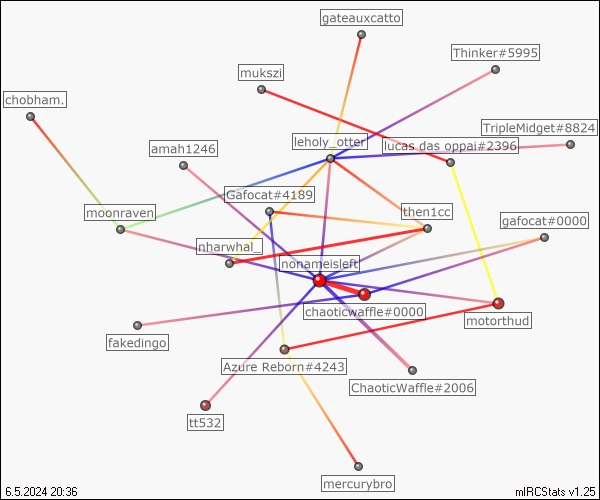 gateauxcatto
Thinker#5995
mukszi
chobham.
TripleMidget#8824
leholy_otter
lucas das oppai#2396
amah1246
Gafocat#4189
moonraven
then1cc
gafocat#0000
nharwhal_
nonameisleft
chaoticwaffle#0000
motorthud
fakedingo
Azure Reborn#4243
ChaoticWaffle#2006
tt532
mercurybro
6.5.2024 20:36
mIRCStats v1.25